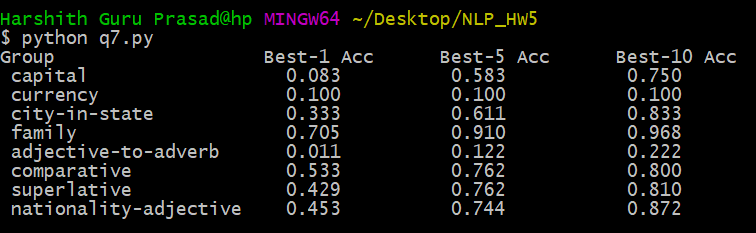 Harshith Guru Prasad@hp MINGW64 ~/Desktop/NLP_HW5
$ python q7.py
Group Best-1 Acc Best-5 Acc Best-10 Acc
capital 0.083 0.583 0.750
currency 0.100 0.100 0.100
city-in-state 0.333 0.611 0.833
family 0.705 0.910 0.968
adjective-to-adverb 0.011 0.122 0.222
comparative 0.533 0.762 0.800
superlative 0.429 0.762 0.810
nationality-adjective 0.453 0.744 0.872